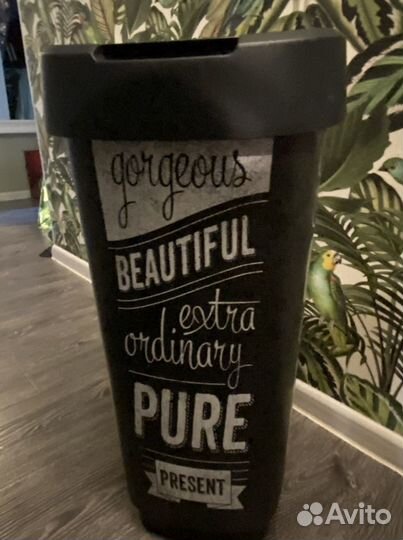 gorgeous
BEAUTIFUL
extra
ordinary
PURE
PRESENT
Avito